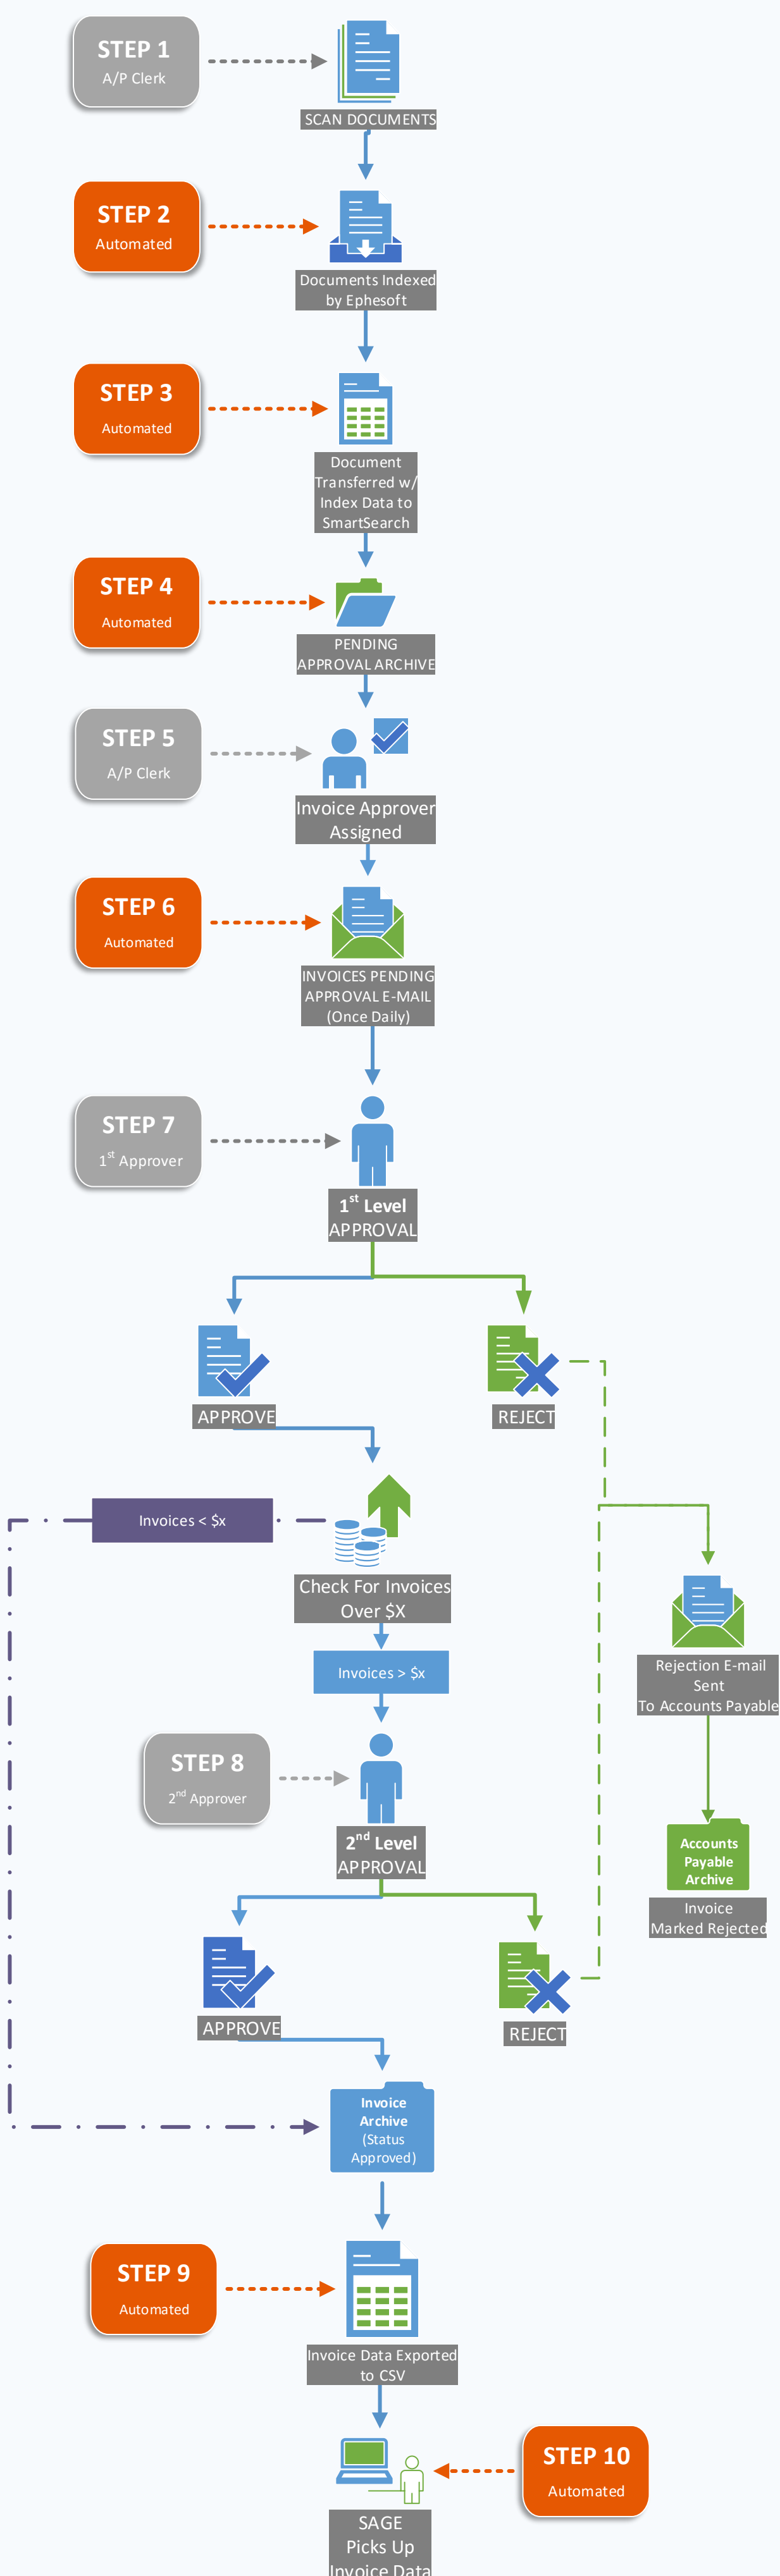 STEP 1
A/P Clerk
SCAN DOCUMENTS
STEP 2
Automated
Documents Indexed
by Ephesoft
STEP 3
Automated
Document
Transferred w/
Index Data to
SmartSearch
STEP 4
Automated
PENDING
APPROVAL ARCHIVE
STEP 5
A/P Clerk
Invoice Approver
Assigned
STEP 6
Automated
INVOICES PENDING
APPROVAL E-MAIL
(Once Daily)
STEP 7
1st Approver
1st Level
APPROVAL
APPROVE
REJECT
Invoices < $x
Check For Invoices
Over $X
Invoices > $x
Rejection E-mail
Sent
To Accounts Payable
STEP 8
2nd Approver
2nd Level
APPROVAL
Accounts
Payable
Archive
Invoice
Marked Rejected
APPROVE
REJECT
Invoice
Archive
(Status
Approved)
STEP 9
Automated
Invoice Data Exported
to CSV
STEP 10
Automated
SAGE
Picks Up
Invoice Data